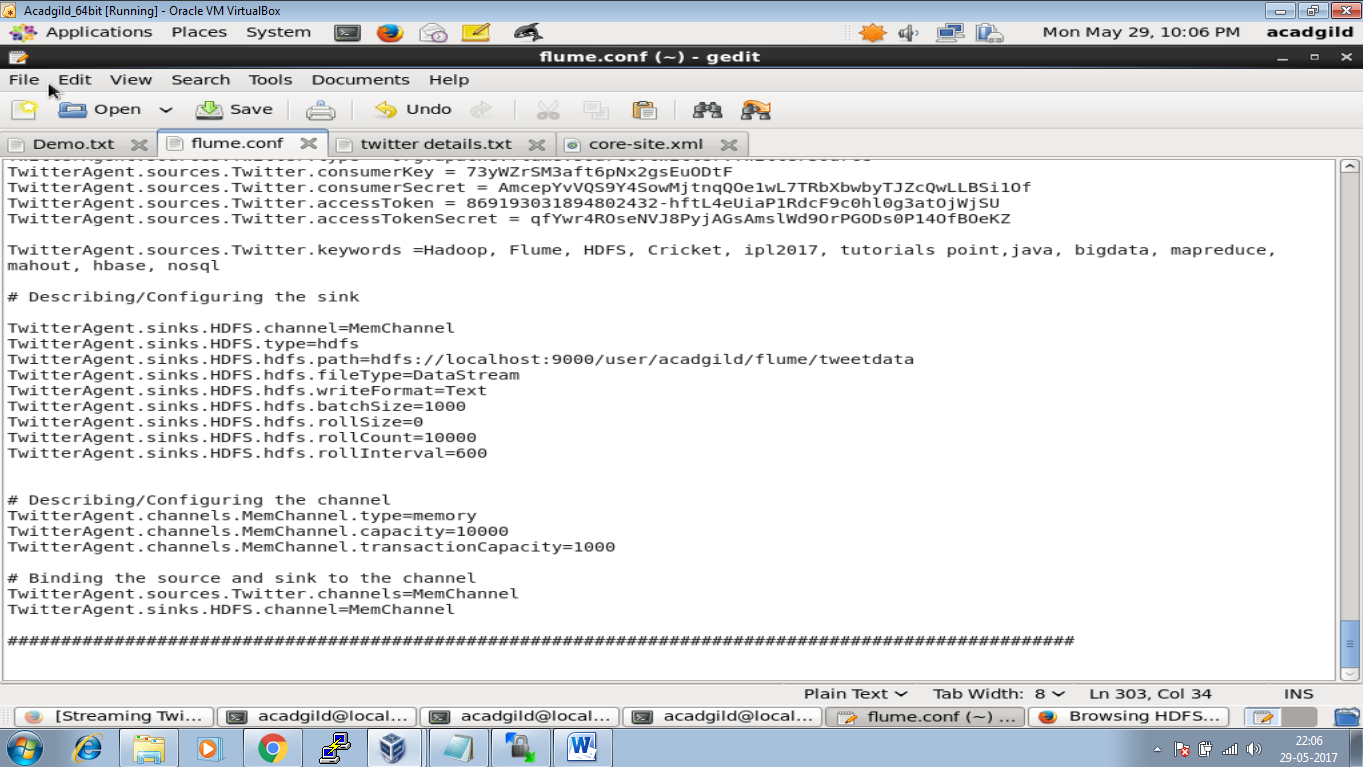 Acadgild_64bit [Running] - Oracle VM VirtualBox
Applications Places System Mon May 29, 10:06 PM acadgild
flume.conf (~) - gedit
File Edit View Search Tools Documents Help
Open Save Undo
Demo.txt flume.conf twitter details.txt core-site.xml
TwitterAgent.sources.Twitter.consumerKey = 73yWZrSM3aft6pNx2gsEuODtF
TwitterAgent.sources.Twitter.consumerSecret = AmcepYvVQS9Y4SowMjtnqQOe1wL7TRbXbwbyTJZcQwLLBSi1Of
TwitterAgent.sources.Twitter.accessToken = 869193031894802432-hftL4eUiaP1RdcF9c0hl0g3atOjWjSU
TwitterAgent.sources.Twitter.accessTokenSecret = qfYwr4ROseNVJ8PyjAGsAmslWd9OrPGODs0P14OfBOeKZ
TwitterAgent.sources.Twitter.keywords =Hadoop, Flume, HDFS, Cricket, ipl2017, tutorials point,java, bigdata, mapreduce,
mahout, hbase, nosql
# Describing/Configuring the sink
TwitterAgent.sinks.HDFS.channel=MemChannel
TwitterAgent.sinks.HDFS.type=hdfs
TwitterAgent.sinks.HDFS.hdfs.path=hdfs://localhost:9000/user/acadgild/flume/tweetdata
TwitterAgent.sinks.HDFS.hdfs.fileType=DataStream
TwitterAgent.sinks.HDFS.hdfs.writeFormat=Text
TwitterAgent.sinks.HDFS.hdfs.batchSize=1000
TwitterAgent.sinks.HDFS.hdfs.rollSize=0
TwitterAgent.sinks.HDFS.hdfs.rollCount=10000
TwitterAgent.sinks.HDFS.hdfs.rollInterval=600
# Describing/Configuring the channel
TwitterAgent.channels.MemChannel.type=memory
TwitterAgent.channels.MemChannel.capacity=10000
TwitterAgent.channels.MemChannel.transactionCapacity=1000
# Binding the source and sink to the channel
TwitterAgent.sources.Twitter.channels=MemChannel
TwitterAgent.sinks.HDFS.channel=MemChannel
####################################################################################################
Plain Text Tab Width: 8 Ln 303, Col 34 INS
[Streaming Twi... acadgild@local... acadgild@local... acadgild@local... flume.conf (~) ... Browsing HDFS...
22:06
29-05-2017